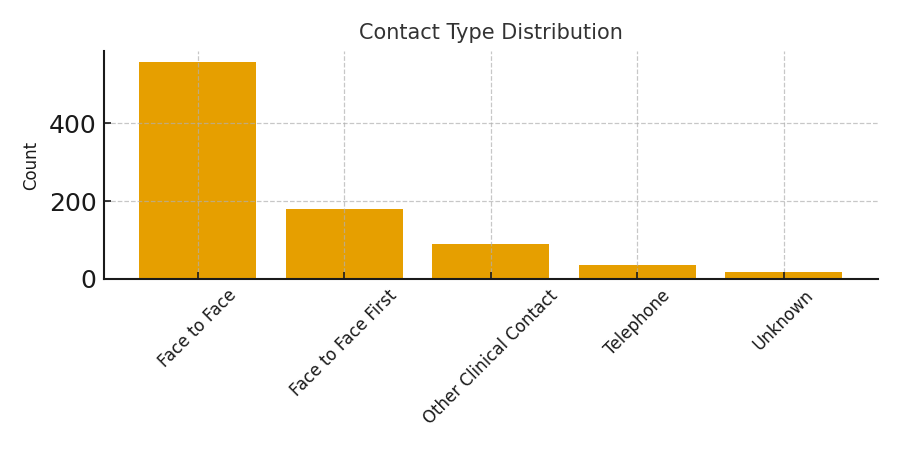 Contact Type Distribution
Count
400
200
0
Face to Face
Face to Face First
Other Clinical Contact
Telephone
Unknown